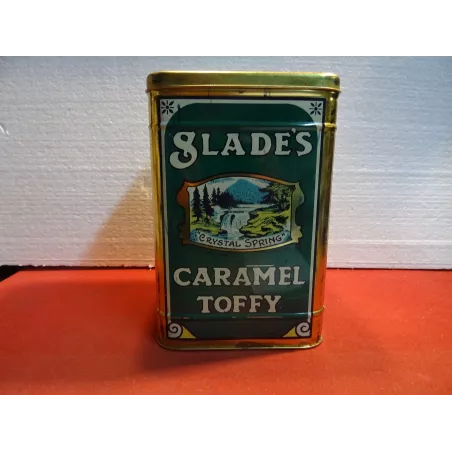 SLADE'S
"CRYSTAL SPRING"
CARAMEL
TOFFY